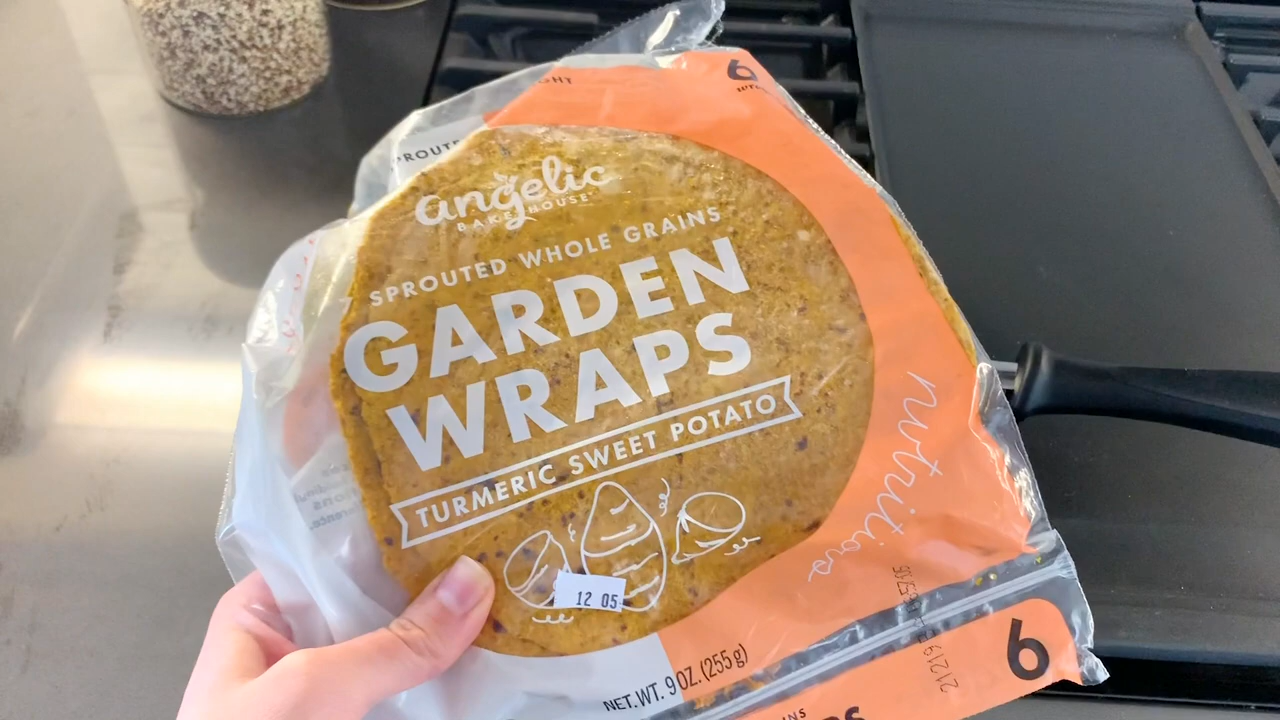 6
angelic
BAKEHOUSE
SPROUTED WHOLE GRAINS
GARDEN
WRAPS
TURMERIC SWEET POTATO
nutritious
12 05
NET. WT. 9 OZ. (255 g)
6